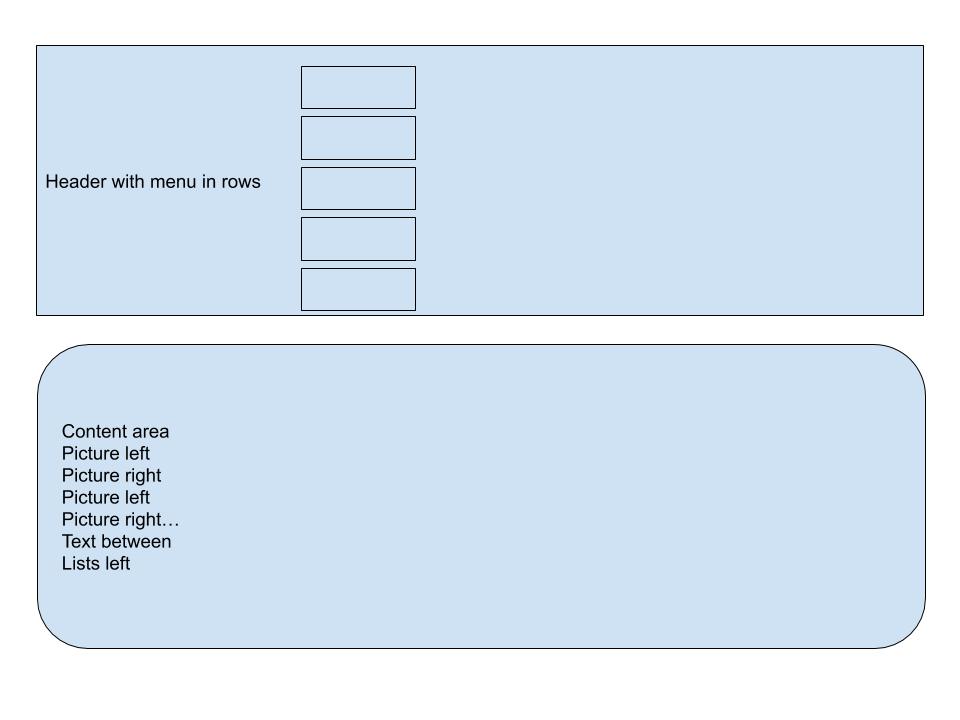 Header with menu in rows
Content area
Picture left
Picture right
Picture left
Picture right…
Text between
Lists left